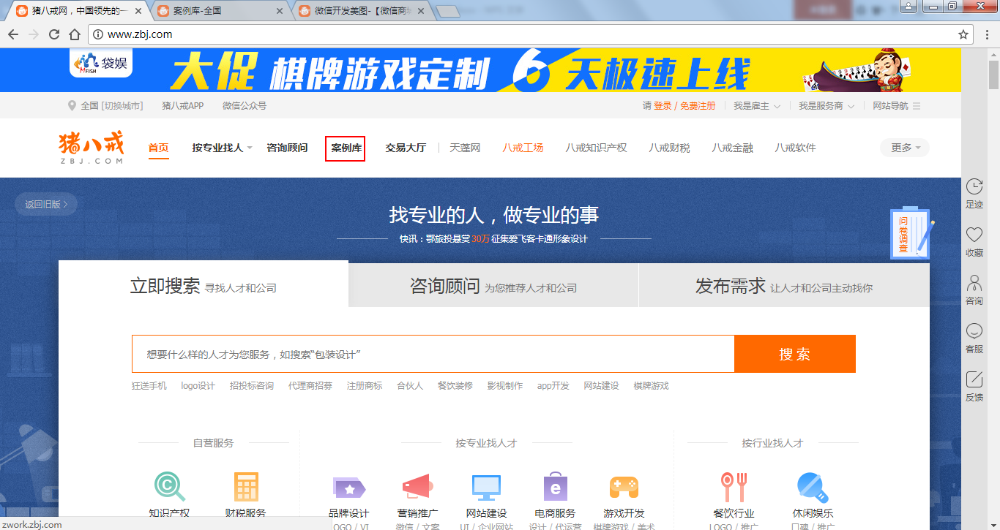 猪八戒网，中国领先的一
案例库-全国
微信开发美图-【微信商城
www.zbj.com
MFISH 袋娱
大促 棋牌游戏定制 6天极速上线
全国 [切换城市] 猪八戒APP 微信公众号 请 登录 / 免费注册 我是雇主 我是服务商 网站导航
猪八戒
ZBJ.COM
首页 按专业找人 咨询顾问 案例库 交易大厅 天蓬网 八戒工场 八戒知识产权 八戒财税 八戒金融 八戒软件 更多
返回旧版
找专业的人，做专业的事
快讯：鄂旅投悬赏 30万 征集爱飞客卡通形象设计
问卷调查
足迹
收藏
咨询
客服
反馈
立即搜索 寻找人才和公司
咨询顾问 为您推荐人才和公司
发布需求 让人才和公司主动找你
想要什么样的人才为您服务，如搜索“包装设计”
搜 索
狂送手机 logo设计 招投标咨询 代理商招募 注册商标 合伙人 餐饮装修 影视制作 app开发 网站建设 棋牌游戏
自营服务 按专业找人才 按行业找人才
知识产权 财税服务 品牌设计 营销推广 网站建设 电商服务 游戏开发 餐饮行业 休闲娱乐
OGO / VI 微信 / 文案 UI / 企业网站 设计 / 代运营 棋牌游戏 / 美术 LOGO / 推广 口碑 / 推广
zwork.zbj.com